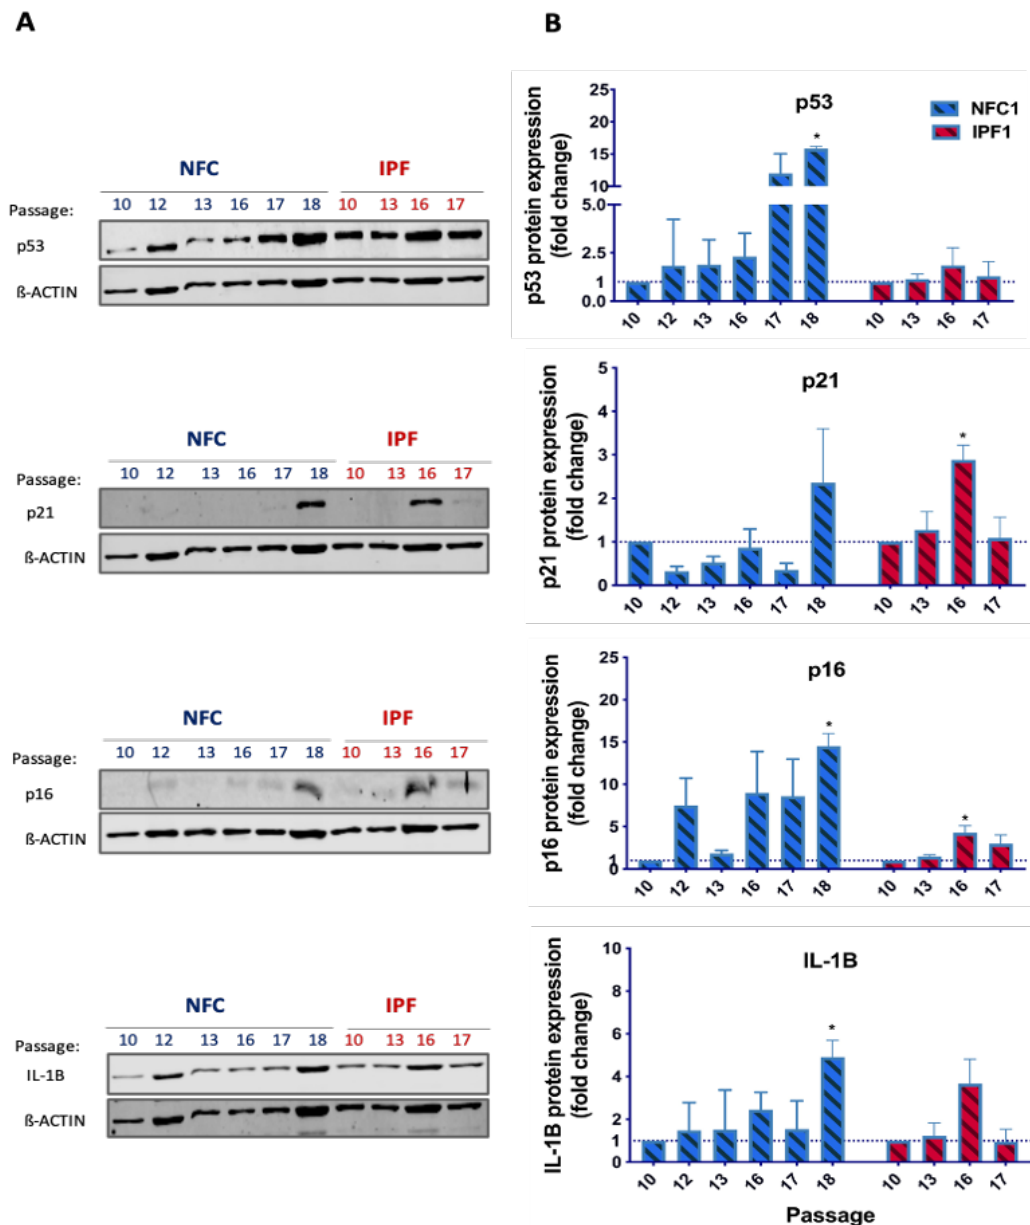 A
B
NFC IPF
Passage: 10 12 13 16 17 18 10 13 16 17
p53
ß-ACTIN
NFC IPF
10 12 13 16 17 18 10 13 16 17
Passage:
p21
ß-ACTIN
NFC IPF
10 12 13 16 17 18 10 13 16 17
Passage:
p16
ß-ACTIN
NFC IPF
10 12 13 16 17 18 10 13 16 17
Passage:
IL-1B
ß-ACTIN
p53
NFC1
IPF1
p53 protein expression
(fold change)
25
20
15
10
5.0
2.5
1
0.0
10 12 13 16 17 18 10 13 16 17
*
p21
p21 protein expression
(fold change)
5
4
3
2
1
0
10 12 13 16 17 18 10 13 16 17
*
p16
p16 protein expression
(fold change)
25
20
15
10
5
1
0
10 12 13 16 17 18 10 13 16 17
* *
IL-1B
IL-1B protein expression
(fold change)
10
8
6
4
2
1
0
10 12 13 16 17 18 10 13 16 17
*
Passage